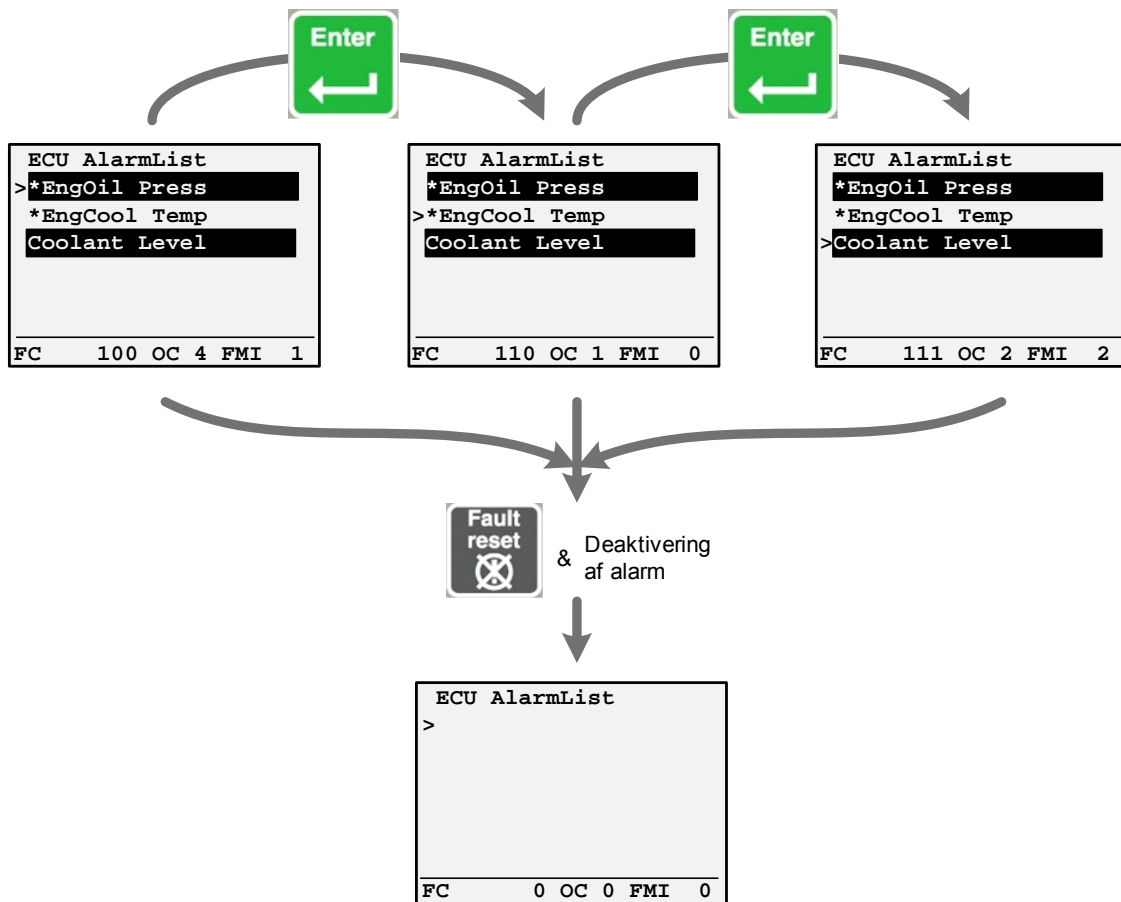 Enter
Enter
ECU AlarmList
>*EngOil Press
*EngCool Temp
Coolant Level
FC 100 OC 4 FMI 1
ECU AlarmList
*EngOil Press
>*EngCool Temp
Coolant Level
FC 110 OC 1 FMI 0
ECU AlarmList
*EngOil Press
*EngCool Temp
>Coolant Level
FC 111 OC 2 FMI 2
Fault
reset
& Deaktivering
af alarm
ECU AlarmList
>
FC 0 OC 0 FMI 0